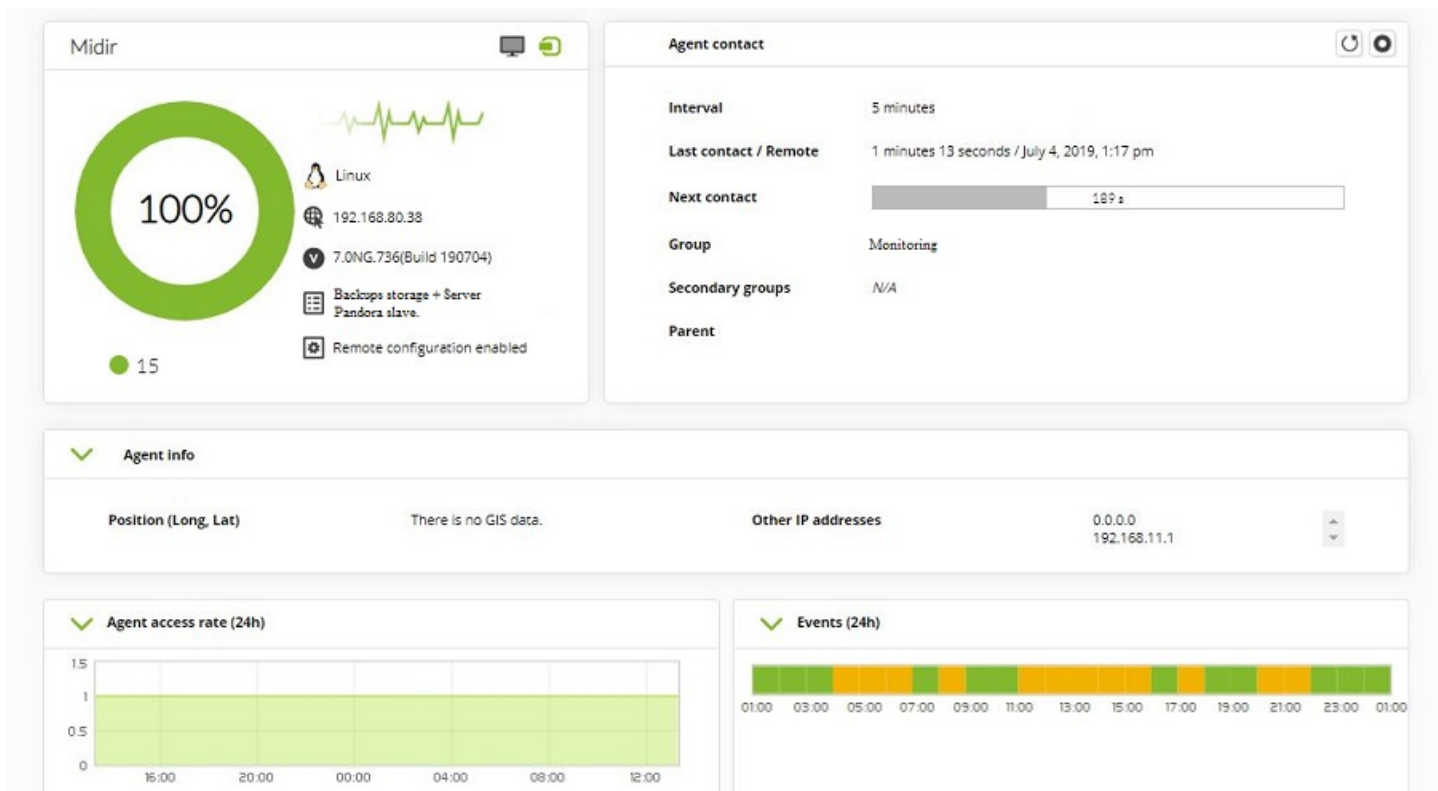 Midir
100%
15
Linux
192.168.80.38
V
7.0NG.736(Build 190704)
Backups storage + Server
Pandora slave.
Remote configuration enabled
Agent contact
Interval 5 minutes
Last contact / Remote 1 minutes 13 seconds / July 4, 2019, 1:17 pm
Next contact 189 s
Group Monitoring
Secondary groups N/A
Parent
Agent info
Position (Long, Lat) There is no GIS data. Other IP addresses 0.0.0.0
192.168.11.1
Agent access rate (24h)
1.5
1
0.5
0
16:00 20:00 00:00 04:00 08:00 12:00
Events (24h)
01:00 03:00 05:00 07:00 09:00 11:00 13:00 15:00 17:00 19:00 21:00 23:00 01:00